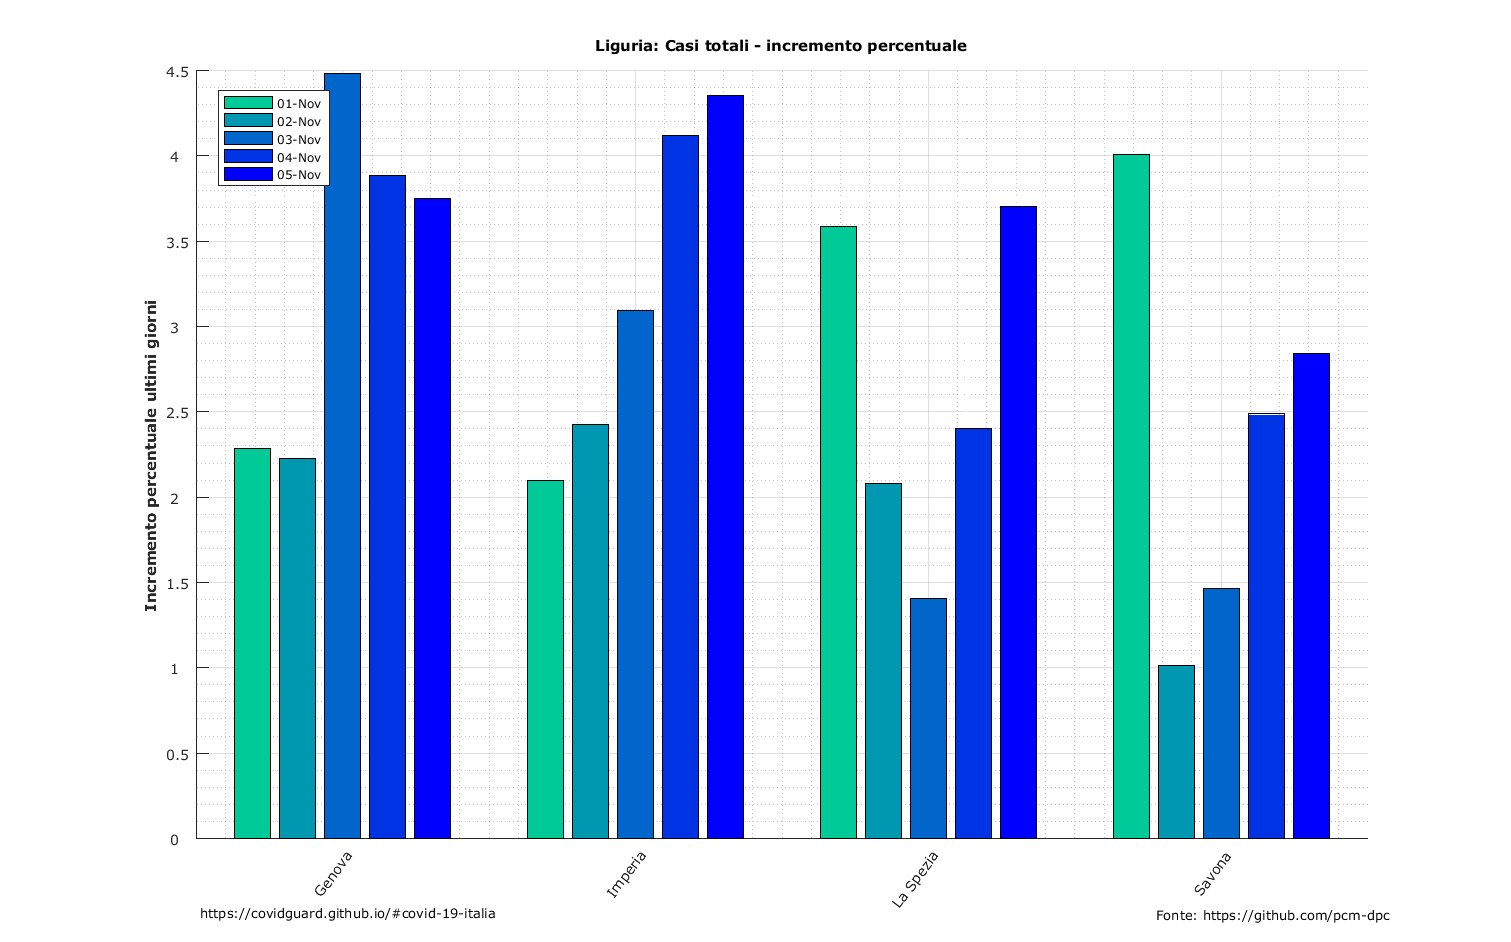 Liguria: Casi totali - incremento percentuale
4.5
4
3.5
3
2.5
2
1.5
1
0.5
0
Incremento percentuale ultimi giorni
01-Nov
02-Nov
03-Nov
04-Nov
05-Nov
Genova
Imperia
La Spezia
Savona
https://covidguard.github.io/#covid-19-italia
Fonte: https://github.com/pcm-dpc